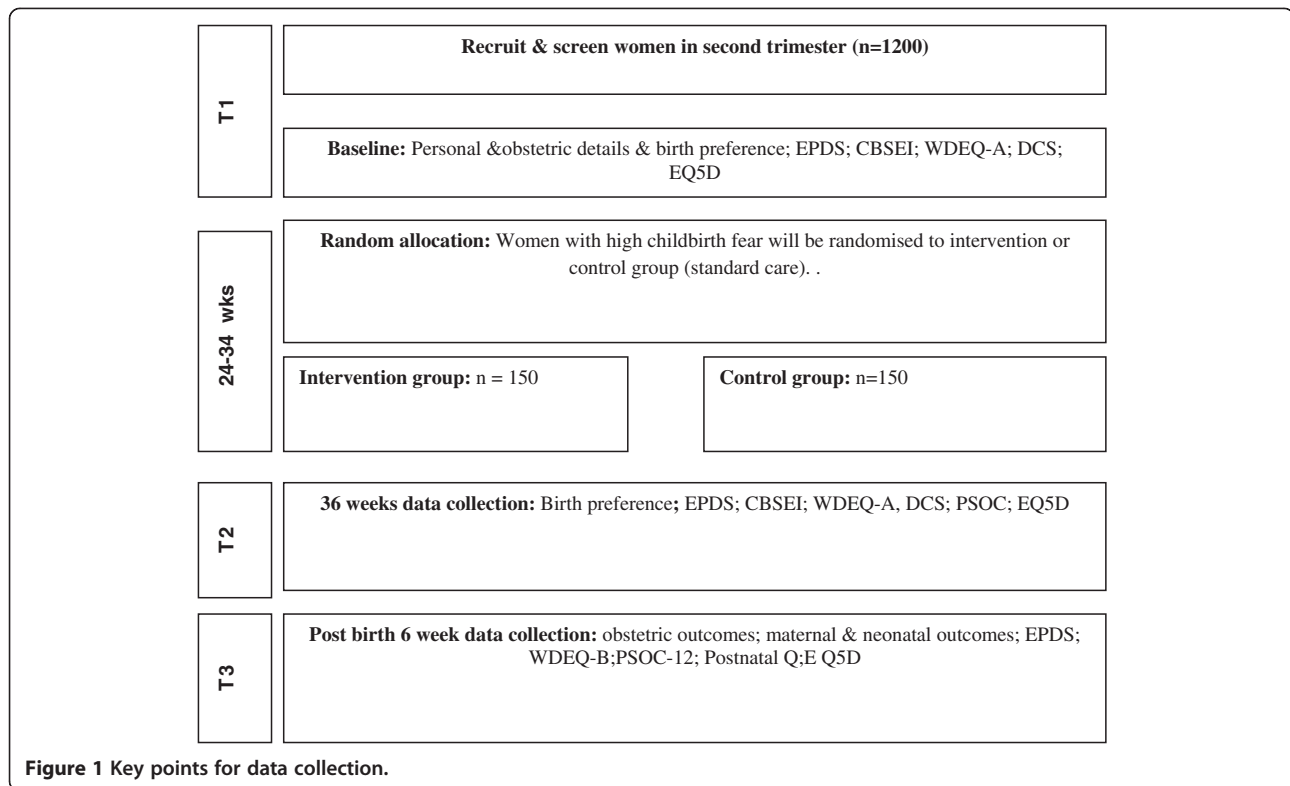 T1
Recruit & screen women in second trimester (n=1200)
Baseline: Personal &obstetric details & birth preference; EPDS; CBSEI; WDEQ-A; DCS;
EQ5D
24-34 wks
Random allocation: Women with high childbirth fear will be randomised to intervention or
control group (standard care). .
Intervention group: n = 150
Control group: n=150
T2
36 weeks data collection: Birth preference; EPDS; CBSEI; WDEQ-A, DCS; PSOC; EQ5D
T3
Post birth 6 week data collection: obstetric outcomes; maternal & neonatal outcomes; EPDS;
WDEQ-B;PSOC-12; Postnatal Q;E Q5D
Figure 1 Key points for data collection.